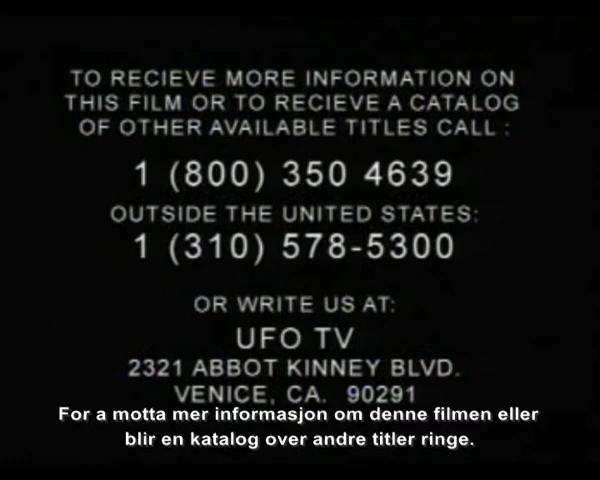 TO RECIEVE MORE INFORMATION ON
THIS FILM OR TO RECIEVE A CATALOG
OF OTHER AVAILABLE TITLES CALL :
1 (800) 350 4639
OUTSIDE THE UNITED STATES:
1 (310) 578-5300
OR WRITE US AT:
UFO TV
2321 ABBOT KINNEY BLVD.
VENICE, CA. 90291
For a motta mer informasjon om denne filmen eller
blir en katalog over andre titler ringe.